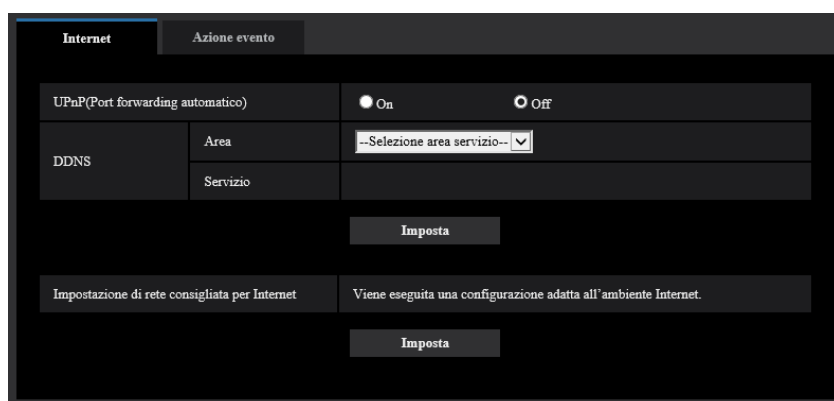 Internet Azione evento
UPnP(Port forwarding automatico) On Off
DDNS Area --Selezione area servizio--
Servizio
Imposta
Impostazione di rete consigliata per Internet Viene eseguita una configurazione adatta all'ambiente Internet.
Imposta